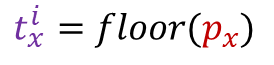 $t_x^i = floor(p_x)$